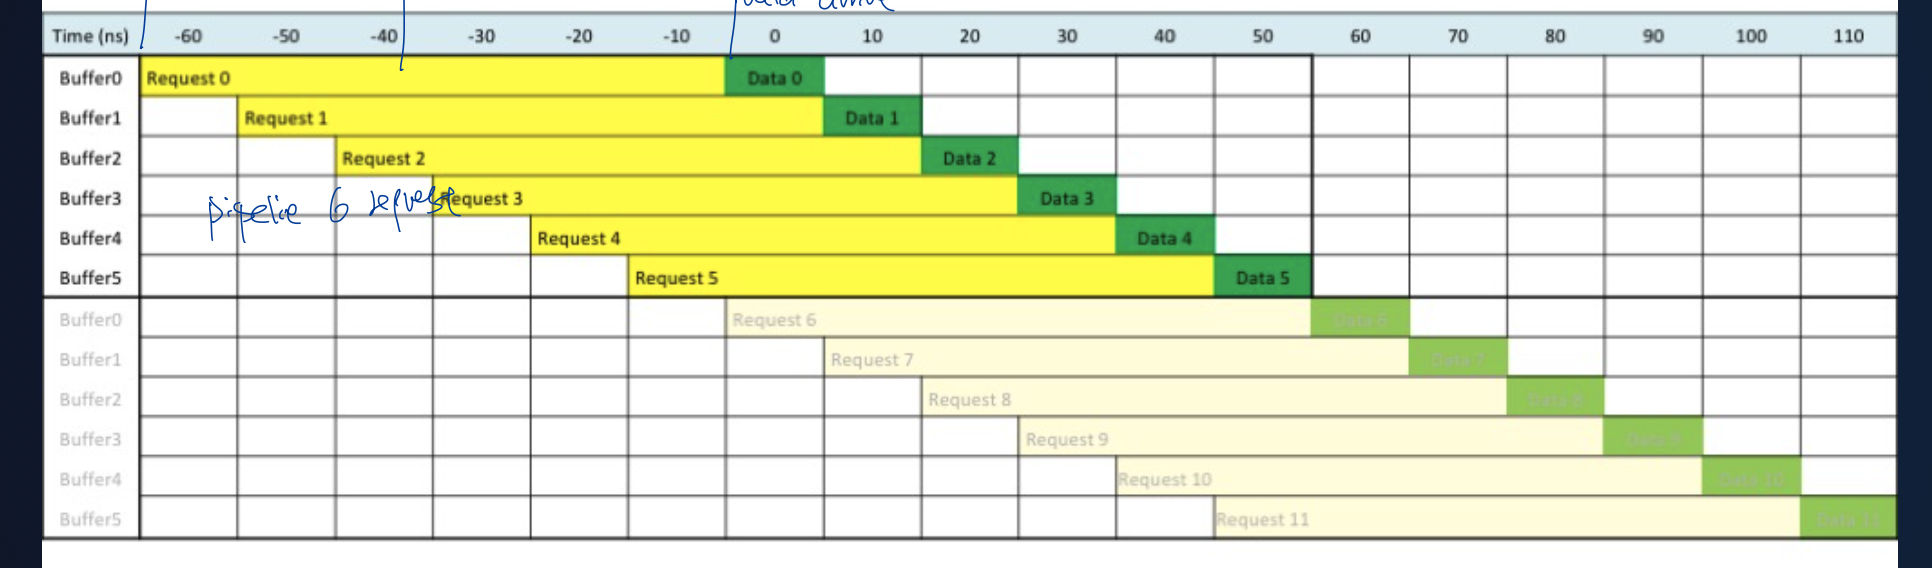 Time (ns) -60 -50 -40 -30 -20 -10 0 10 20 30 40 50 60 70 80 90 100 110
Buffer0 Request 0 Data 0
Buffer1 Request 1 Data 1
Buffer2 Request 2 Data 2
Buffer3 Request 3 Data 3
pipelie 6 request
Buffer4 Request 4 Data 4
Buffer5 Request 5 Data 5
Buffer0 Request 6 Data 6
Buffer1 Request 7 Data 7
Buffer2 Request 8 Data 8
Buffer3 Request 9 Data 9
Buffer4 Request 10 Data 10
Buffer5 Request 11 Data 11